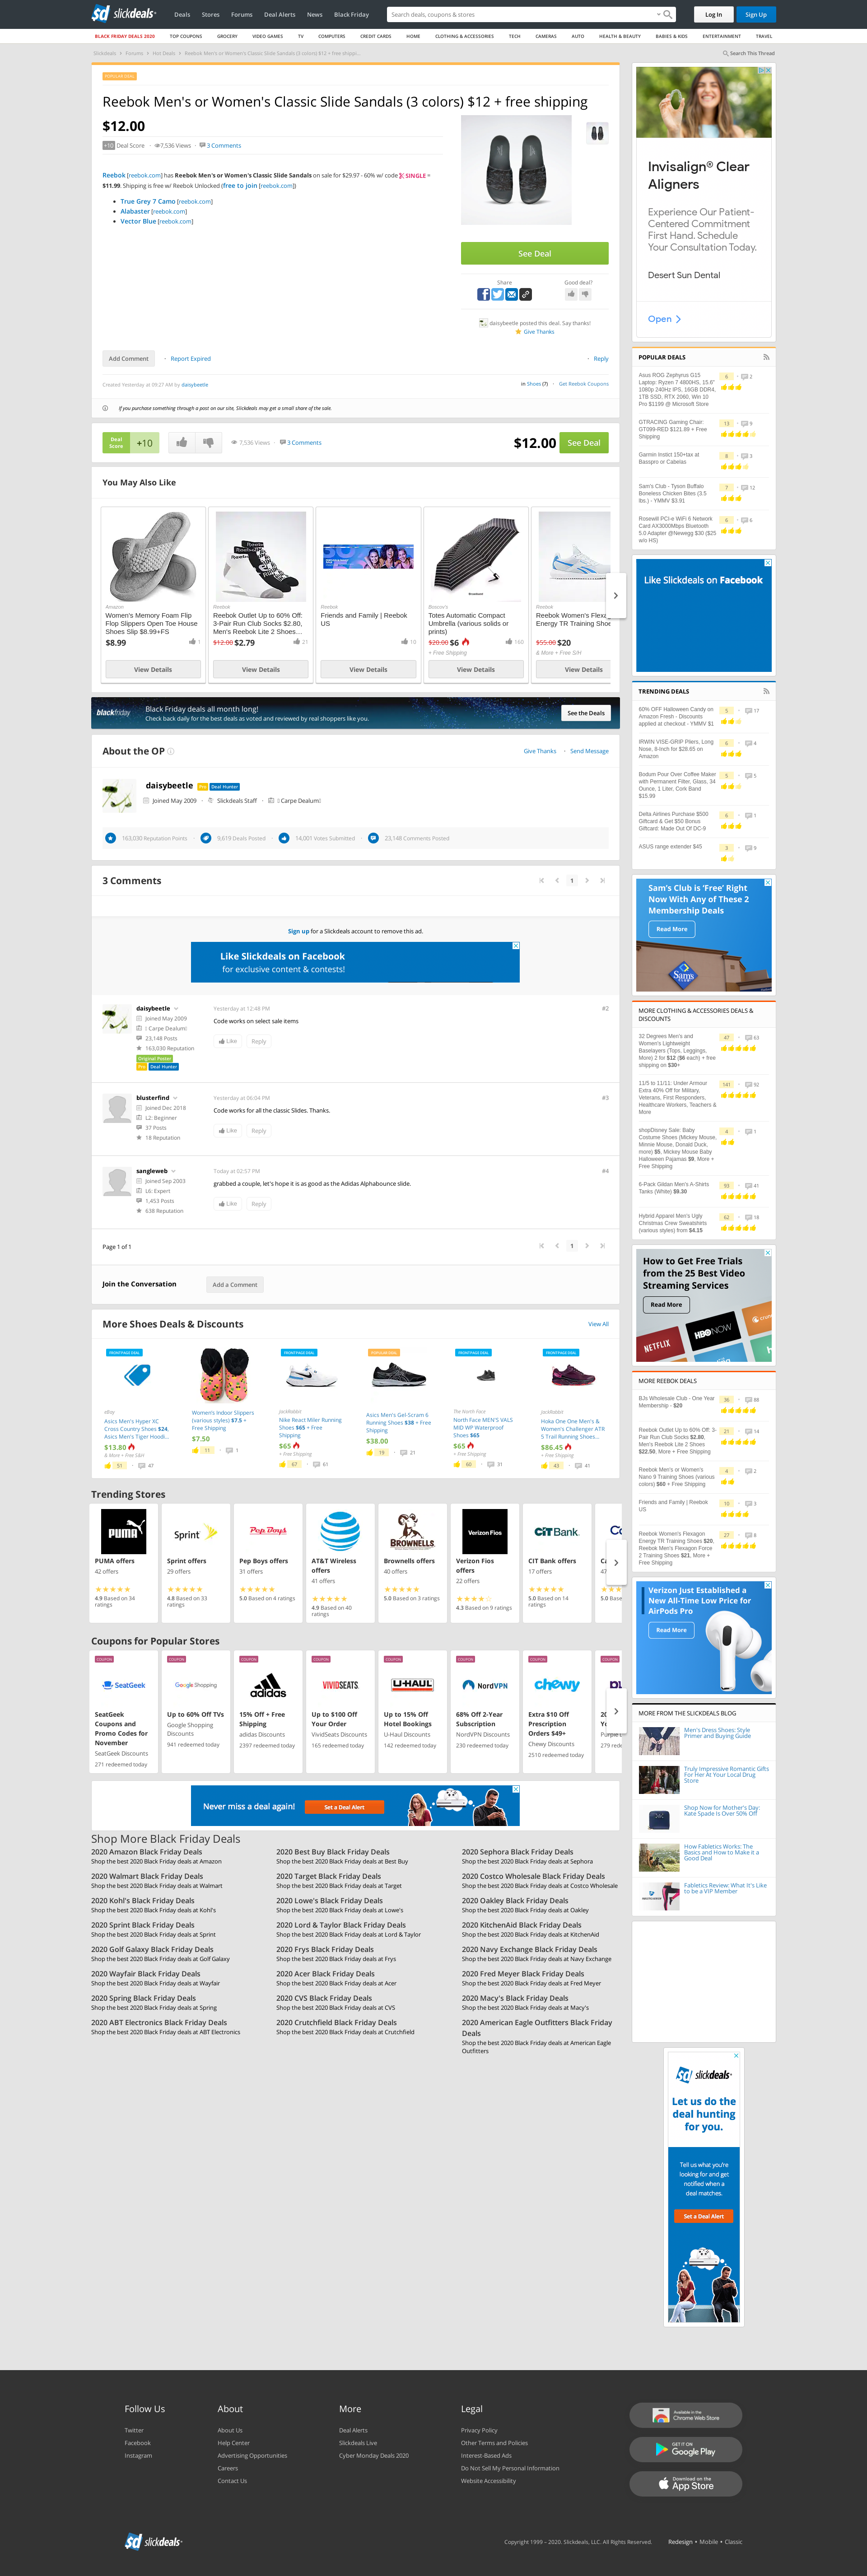 slickdeals
Deals
Stores
Forums
Deal Alerts
News
Black Friday
Search deals, coupons & stores
Log In
Sign Up
BLACK FRIDAY DEALS 2020
TOP COUPONS
GROCERY
VIDEO GAMES
TV
COMPUTERS
CREDIT CARDS
HOME
CLOTHING & ACCESSORIES
TECH
CAMERAS
AUTO
HEALTH & BEAUTY
BABIES & KIDS
ENTERTAINMENT
TRAVEL
Slickdeals
Forums
Hot Deals
Reebok Men's or Women's Classic Slide Sandals (3 colors) $12 + free shippi...
Search This Thread
POPULAR DEAL
Reebok Men's or Women's Classic Slide Sandals (3 colors) $12 + free shipping
$12.00
+10 Deal Score
7,536 Views
3 Comments
Reebok [reebok.com] has Reebok Men's or Women's Classic Slide Sandals on sale for $29.97 - 60% w/ code SINGLE =
$11.99. Shipping is free w/ Reebok Unlocked (free to join [reebok.com])
True Grey 7 Camo [reebok.com]
Alabaster [reebok.com]
Vector Blue [reebok.com]
See Deal
Share
Good deal?
daisybeetle posted this deal. Say thanks!
Give Thanks
Add Comment
Report Expired
Reply
Created Yesterday at 09:27 AM by daisybeetle
in Shoes (7)
Get Reebok Coupons
If you purchase something through a post on our site, Slickdeals may get a small share of the sale.
Deal
Score
+10
7,536 Views
3 Comments
$12.00
See Deal
You May Also Like
Amazon
Women's Memory Foam Flip
Flop Slippers Open Toe House
Shoes Slip $8.99+FS
$8.99
1
View Details
Reebok
Reebok Outlet Up to 60% Off:
3-Pair Run Club Socks $2.80,
Men's Reebok Lite 2 Shoes...
$12.00 $2.79
21
View Details
Reebok
Friends and Family | Reebok
US
10
View Details
Boscov's
Totes Automatic Compact
Umbrella (various solids or
prints)
$20.00 $6
160
+ Free Shipping
View Details
Reebok
Reebok Women's Flexa
Energy TR Training Shoe
$55.00 $20
& More + Free S/H
View Details
blackfriday
Black Friday deals all month long!
Check back daily for the best deals as voted and reviewed by real shoppers like you.
See the Deals
About the OP
Give Thanks
Send Message
daisybeetle
Pro
Deal Hunter
Joined May 2009
Slickdeals Staff
Carpe Dealum
163,030 Reputation Points
9,619 Deals Posted
14,001 Votes Submitted
23,148 Comments Posted
3 Comments
1
Sign up for a Slickdeals account to remove this ad.
Like Slickdeals on Facebook
for exclusive content & contests!
daisybeetle
Joined May 2009
Carpe Dealum
23,148 Posts
163,030 Reputation
Original Poster
Pro
Deal Hunter
Yesterday at 12:48 PM
#2
Code works on select sale items
Like
Reply
blusterfind
Joined Dec 2018
L2: Beginner
37 Posts
18 Reputation
Yesterday at 06:04 PM
#3
Code works for all the classic Slides. Thanks.
Like
Reply
sangleweb
Joined Sep 2003
L6: Expert
1,453 Posts
638 Reputation
Today at 02:57 PM
#4
grabbed a couple, let's hope it is as good as the Adidas Alphabounce slide.
Like
Reply
Page 1 of 1
1
Join the Conversation
Add a Comment
More Shoes Deals & Discounts
View All
FRONTPAGE DEAL
eBay
Asics Men's Hyper XC
Cross Country Shoes $24,
Asics Men's Tiger Hoodi...
$13.80
& More + Free S&H
51
47
Women's Indoor Slippers
(various styles) $7.5 +
Free Shipping
$7.50
11
3
FRONTPAGE DEAL
JackRabbit
Nike React Miler Running
Shoes $65 + Free
Shipping
$65
+ Free Shipping
67
61
POPULAR DEAL
Asics Men's Gel-Scram 6
Running Shoes $38 + Free
Shipping
$38.00
19
21
FRONTPAGE DEAL
The North Face
North Face MEN'S VALS
MID WP Waterproof
Shoes $65
$65
+ Free Shipping
60
31
FRONTPAGE DEAL
JackRabbit
Hoka One One Men's &
Women's Challenger ATR
5 Trail Running Shoes...
$86.45
+ Free Shipping
43
41
Trending Stores
PUMA
PUMA offers
42 offers
4.9 Based on 34
ratings
Sprint
Sprint offers
29 offers
4.8 Based on 33
ratings
Pep Boys
Pep Boys offers
31 offers
5.0 Based on 4 ratings
AT&T Wireless
offers
41 offers
4.9 Based on 40
ratings
BROWNELLS
Brownells offers
40 offers
5.0 Based on 3 ratings
Verizon Fios
Verizon Fios
offers
22 offers
4.3 Based on 9 ratings
CIT BANK
CIT Bank offers
17 offers
5.0 Based on 14
ratings
Coupons for Popular Stores
COUPON
SeatGeek
SeatGeek
Coupons and
Promo Codes for
November
SeatGeek Discounts
271 redeemed today
COUPON
Google Shopping
Up to 60% Off TVs
Google Shopping
Discounts
941 redeemed today
COUPON
adidas
15% Off + Free
Shipping
adidas Discounts
2397 redeemed today
COUPON
VIVIDSEATS
Up to $100 Off
Your Order
VividSeats Discounts
165 redeemed today
COUPON
U-HAUL
Up to 15% Off
Hotel Bookings
U-Haul Discounts
142 redeemed today
COUPON
NordVPN
68% Off 2-Year
Subscription
NordVPN Discounts
230 redeemed today
COUPON
chewy
Extra $10 Off
Prescription
Orders $49+
Chewy Discounts
2510 redeemed today
COUPON
Never miss a deal again!
Set a Deal Alert
Shop More Black Friday Deals
2020 Amazon Black Friday Deals
Shop the best 2020 Black Friday deals at Amazon
2020 Best Buy Black Friday Deals
Shop the best 2020 Black Friday deals at Best Buy
2020 Sephora Black Friday Deals
Shop the best 2020 Black Friday deals at Sephora
2020 Walmart Black Friday Deals
Shop the best 2020 Black Friday deals at Walmart
2020 Target Black Friday Deals
Shop the best 2020 Black Friday deals at Target
2020 Costco Wholesale Black Friday Deals
Shop the best 2020 Black Friday deals at Costco Wholesale
2020 Kohl's Black Friday Deals
Shop the best 2020 Black Friday deals at Kohl's
2020 Lowe's Black Friday Deals
Shop the best 2020 Black Friday deals at Lowe's
2020 Oakley Black Friday Deals
Shop the best 2020 Black Friday deals at Oakley
2020 Sprint Black Friday Deals
Shop the best 2020 Black Friday deals at Sprint
2020 Lord & Taylor Black Friday Deals
Shop the best 2020 Black Friday deals at Lord & Taylor
2020 KitchenAid Black Friday Deals
Shop the best 2020 Black Friday deals at KitchenAid
2020 Golf Galaxy Black Friday Deals
Shop the best 2020 Black Friday deals at Golf Galaxy
2020 Frys Black Friday Deals
Shop the best 2020 Black Friday deals at Frys
2020 Navy Exchange Black Friday Deals
Shop the best 2020 Black Friday deals at Navy Exchange
2020 Wayfair Black Friday Deals
Shop the best 2020 Black Friday deals at Wayfair
2020 Acer Black Friday Deals
Shop the best 2020 Black Friday deals at Acer
2020 Fred Meyer Black Friday Deals
Shop the best 2020 Black Friday deals at Fred Meyer
2020 Spring Black Friday Deals
Shop the best 2020 Black Friday deals at Spring
2020 CVS Black Friday Deals
Shop the best 2020 Black Friday deals at CVS
2020 Macy's Black Friday Deals
Shop the best 2020 Black Friday deals at Macy's
2020 ABT Electronics Black Friday Deals
Shop the best 2020 Black Friday deals at ABT Electronics
2020 Crutchfield Black Friday Deals
Shop the best 2020 Black Friday deals at Crutchfield
2020 American Eagle Outfitters Black Friday
Deals
Shop the best 2020 Black Friday deals at American Eagle
Outfitters
Invisalign® Clear
Aligners
Experience Our Patient-
Centered Commitment
First Hand. Schedule
Your Consultation Today.
Desert Sun Dental
Open
POPULAR DEALS
Asus ROG Zephyrus G15
Laptop: Ryzen 7 4800HS, 15.6"
1080p 240Hz IPS, 16GB DDR4,
1TB SSD, RTX 2060, Win 10
Pro $1199 @ Microsoft Store
6
2
GTRACING Gaming Chair:
GT099-RED $121.89 + Free
Shipping
13
9
Garmin Instict 150+tax at
Basspro or Cabelas
8
3
Sam's Club - Tyson Buffalo
Boneless Chicken Bites (3.5
lbs.) - YMMV $3.91
7
12
Rosewill PCI-e WiFi 6 Network
Card AX3000Mbps Bluetooth
5.0 Adapter @Newegg $30 ($25
w/o HS)
6
6
Like Slickdeals on Facebook
TRENDING DEALS
60% OFF Halloween Candy on
Amazon Fresh - Discounts
applied at checkout - YMMV $1
5
17
IRWIN VISE-GRIP Pliers, Long
Nose, 8-Inch for $28.65 on
Amazon
6
4
Bodum Pour Over Coffee Maker
with Permanent Filter, Glass, 34
Ounce, 1 Liter, Cork Band
$15.99
5
5
Delta Airlines Purchase $500
Giftcard & Get $50 Bonus
Giftcard: Made Out Of DC-9
6
1
ASUS range extender $45
3
9
Sam's Club is 'Free' Right
Now With Any of These 2
Membership Deals
Read More
Sam's
MORE CLOTHING & ACCESSORIES DEALS &
DISCOUNTS
32 Degrees Men's and
Women's Lightweight
Baselayers (Tops, Leggings,
More) 2 for $12 ($6 each) + free
shipping on $30+
47
63
11/5 to 11/11: Under Armour
Extra 40% Off for Military,
Veterans, First Responders,
Healthcare Workers, Teachers &
More
141
92
shopDisney Sale: Baby
Costume Shoes (Mickey Mouse,
Minnie Mouse, Donald Duck,
more) $5, Mickey Mouse Baby
Halloween Pajamas $9, More +
Free Shipping
4
1
6-Pack Gildan Men's A-Shirts
Tanks (White) $9.30
93
41
Hybrid Apparel Men's Ugly
Christmas Crew Sweatshirts
(various styles) from $4.15
62
18
How to Get Free Trials
from the 25 Best Video
Streaming Services
Read More
NETFLIX
HBO NOW
MORE REEBOK DEALS
BJs Wholesale Club - One Year
Membership - $20
36
88
Reebok Outlet Up to 60% Off: 3-
Pair Run Club Socks $2.80,
Men's Reebok Lite 2 Shoes
$22.50, More + Free Shipping
21
14
Reebok Men's or Women's
Nano 9 Training Shoes (various
colors) $60 + Free Shipping
4
2
Friends and Family | Reebok
US
10
3
Reebok Women's Flexagon
Energy TR Training Shoes $20,
Reebok Men's Flexagon Force
2 Training Shoes $21, More +
Free Shipping
27
6
Verizon Just Established a
New All-Time Low Price for
AirPods Pro
Read More
MORE FROM THE SLICKDEALS BLOG
Men's Dress Shoes: Style
Primer and Buying Guide
Truly Impressive Romantic Gifts
For Her At Your Local Drug
Store
Shop Now for Mother's Day:
Kate Spade Is Over 50% Off
How Fabletics Works: The
Basics and How to Make it a
Good Deal
Fabletics Review: What It's Like
to be a VIP Member
slickdeals
Let us do the
deal hunting
for you.
Tell us what you're
looking for and get
notified when a
deal matches.
Set a Deal Alert
Follow Us
Twitter
Facebook
Instagram
About
About Us
Help Center
Advertising Opportunities
Careers
Contact Us
More
Deal Alerts
Slickdeals Live
Cyber Monday Deals 2020
Legal
Privacy Policy
Other Terms and Policies
Interest-Based Ads
Do Not Sell My Personal Information
Website Accessibility
Available in the
Chrome Web Store
GET IT ON
Google Play
Download on the
App Store
slickdeals
Copyright 1999 - 2020. Slickdeals, LLC. All Rights Reserved.
Redesign • Mobile • Classic